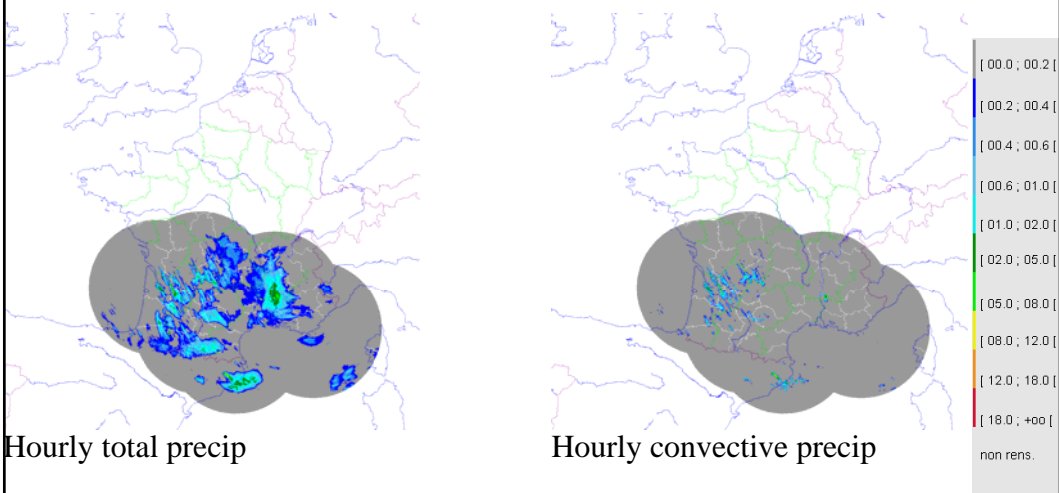 [ 00.0 ; 00.2 [
[ 00.2 ; 00.4 [
[ 00.4 ; 00.6 [
[ 00.6 ; 01.0 [
[ 01.0 ; 02.0 [
[ 02.0 ; 05.0 [
[ 05.0 ; 08.0 [
[ 08.0 ; 12.0 [
[ 12.0 ; 18.0 [
[ 18.0 ; +oo [
non rens.
Hourly total precip
Hourly convective precip